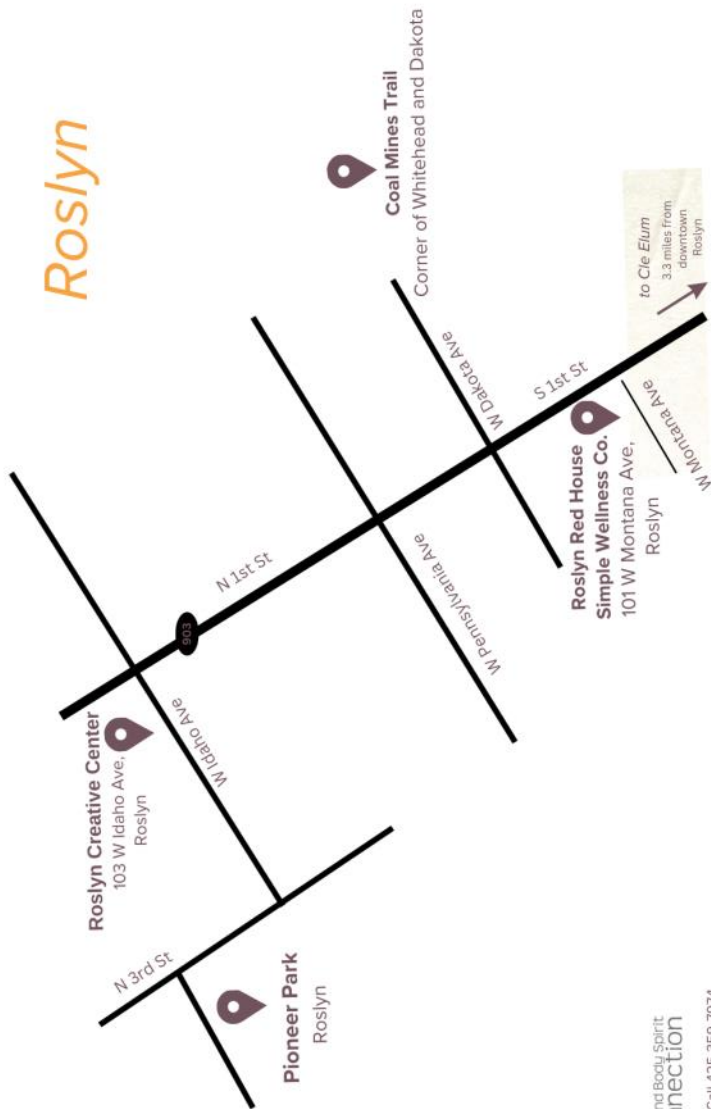 Roslyn
Roslyn Creative Center
103 W Idaho Ave,
Roslyn
N 3rd St
W Idaho Ave
903
N 1st St
Pioneer Park
Roslyn
W Pennsylvania Ave
W Dakota Ave
Coal Mines Trail
Corner of Whitehead and Dakota
S 1st St
Roslyn Red House
Simple Wellness Co.
101 W Montana Ave,
Roslyn
W Montana Ave
to Cle Elum
3.3 miles from
downtown
Roslyn
Body Spirit